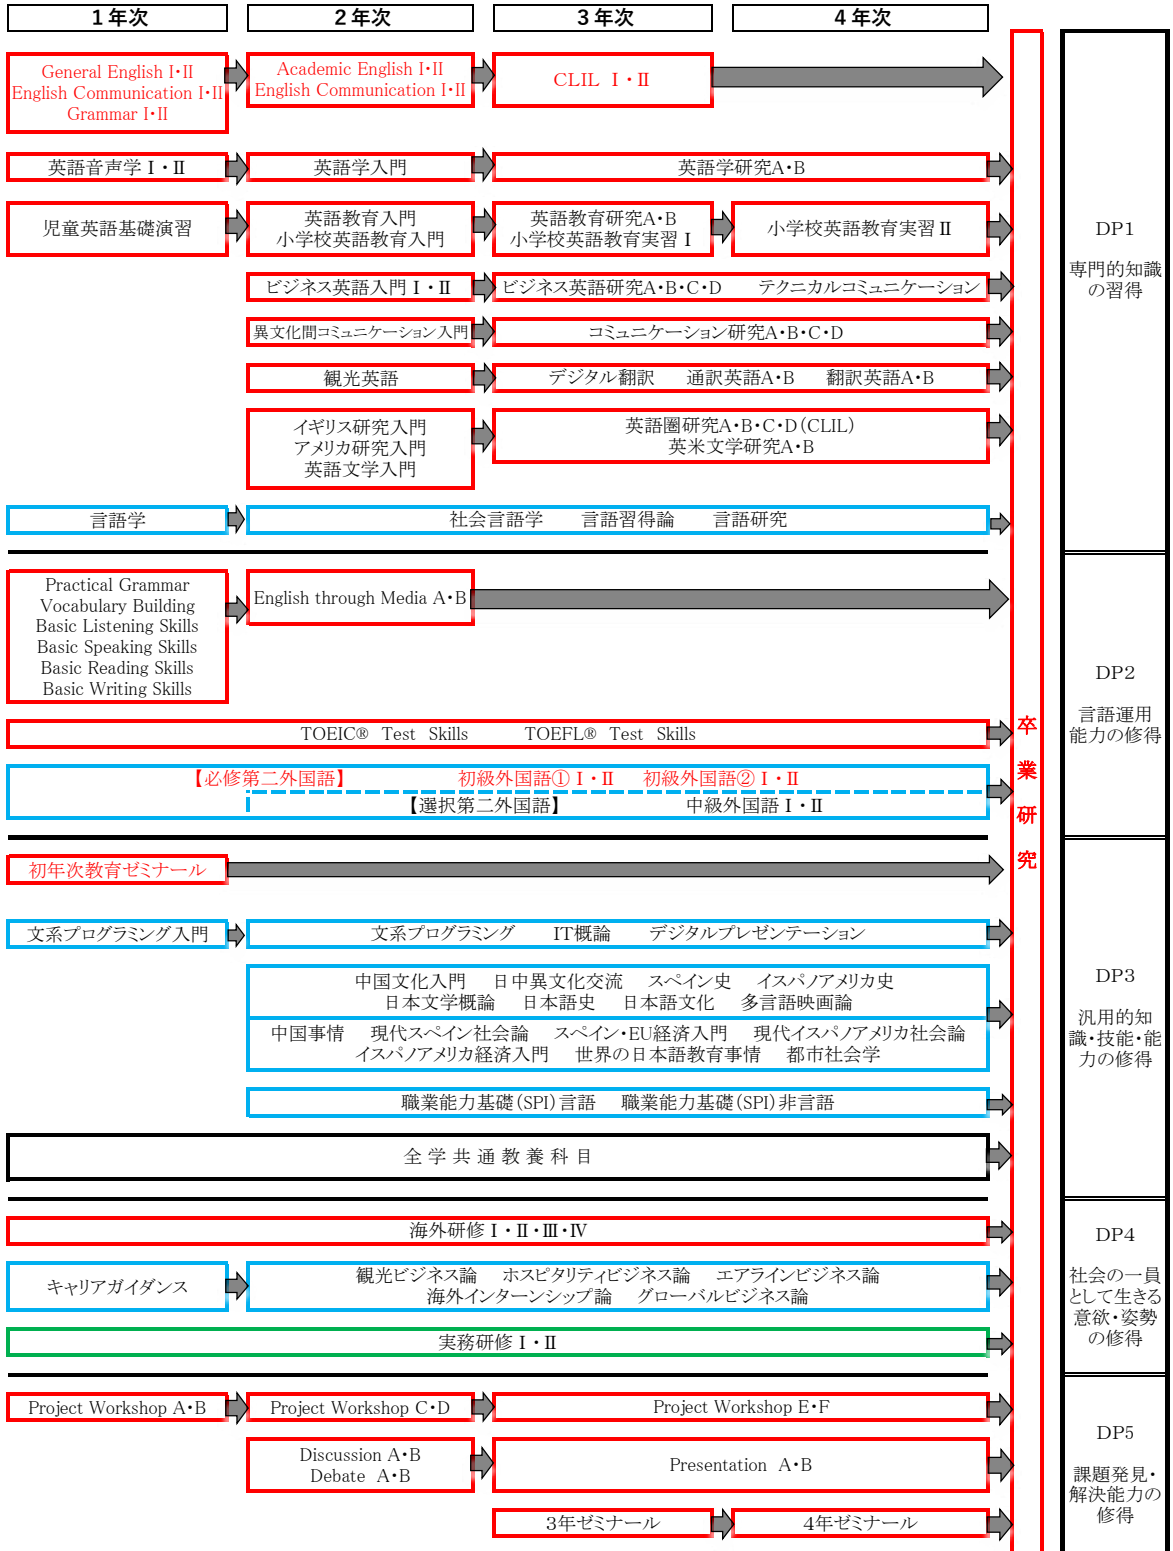 1年次
2年次
3年次
4年次
General English I・II
English Communication I・II
Grammar I・II
Academic English I・II
English Communication I・II
CLIL Ⅰ・Ⅱ
英語音声学Ⅰ・Ⅱ
英語学入門
英語学研究A・B
児童英語基礎演習
英語教育入門
小学校英語教育入門
英語教育研究A・B
小学校英語教育実習Ⅰ
小学校英語教育実習Ⅱ
ビジネス英語入門Ⅰ・Ⅱ
ビジネス英語研究A・B・C・D テクニカルコミュニケーション
異文化間コミュニケーション入門
コミュニケーション研究A・B・C・D
観光英語
デジタル翻訳 通訳英語A・B 翻訳英語A・B
イギリス研究入門
アメリカ研究入門
英語文学入門
英語圏研究A・B・C・D(CLIL)
英米文学研究A・B
言語学
社会言語学 言語習得論 言語研究
DP1
専門的知識
の習得
Practical Grammar
Vocabulary Building
Basic Listening Skills
Basic Speaking Skills
Basic Reading Skills
Basic Writing Skills
English through Media A・B
TOEIC® Test Skills TOEFL® Test Skills
【必修第二外国語】 初級外国語①Ⅰ・Ⅱ 初級外国語②Ⅰ・Ⅱ
【選択第二外国語】 中級外国語Ⅰ・Ⅱ
DP2
言語運用
能力の修得
卒
業
研
究
初年次教育ゼミナール
文系プログラミング入門
文系プログラミング IT概論 デジタルプレゼンテーション
中国文化入門 日中異文化交流 スペイン史 イスパノアメリカ史
日本文学概論 日本語史 日本語文化 多言語映画論
中国事情 現代スペイン社会論 スペイン・EU経済入門 現代イスパノアメリカ社会論
イスパノアメリカ経済入門 世界の日本語教育事情 都市社会学
職業能力基礎(SPI)言語 職業能力基礎(SPI)非言語
全学共通教養科目
DP3
汎用的知
識・技能・能
力の修得
海外研修Ⅰ・Ⅱ・Ⅲ・Ⅳ
キャリアガイダンス
観光ビジネス論 ホスピタリティビジネス論 エアラインビジネス論
海外インターンシップ論 グローバルビジネス論
実務研修Ⅰ・Ⅱ
DP4
社会の一員
として生きる
意欲・姿勢
の修得
Project Workshop A・B
Project Workshop C・D
Project Workshop E・F
Discussion A・B
Debate A・B
Presentation A・B
3年ゼミナール
4年ゼミナール
DP5
課題発見・
解決能力の
修得